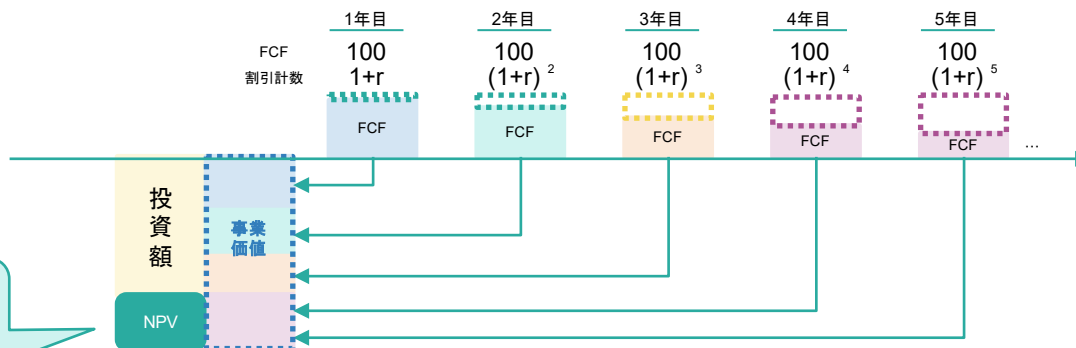 1年目 2年目 3年目 4年目 5年目
FCF 100 100 100 100 100
割引計数 1+r (1+r) 2 (1+r) 3 (1+r) 4 (1+r) 5
FCF FCF FCF FCF FCF …
投資額
事業
価値
NPV